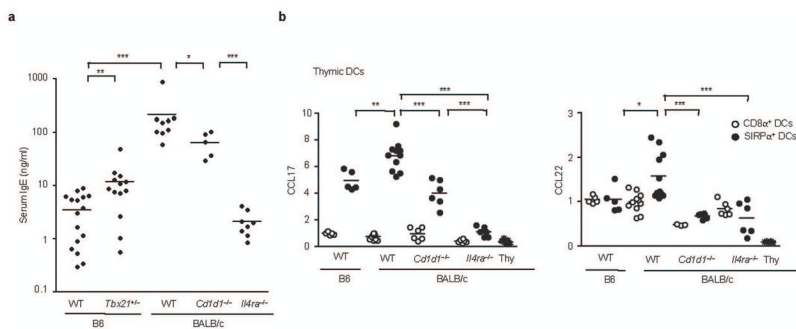 a
b
*** * ***
**
Serum IgE (ng/ml)
1000
100
10
1
0.1
WT Tbx21+/– WT Cd1d1–/– Il4ra–/–
B6 BALB/c
Thymic DCs
***
** *** ***
CCL17
10
8
6
4
2
0
WT WT Cd1d1–/– Il4ra–/– Thy
B6 BALB/c
***
* ***
CCL22
3
2
1
0
CD8α+ DCs
SIRPα+ DCs
WT WT Cd1d1–/– Il4ra–/– Thy
B6 BALB/c